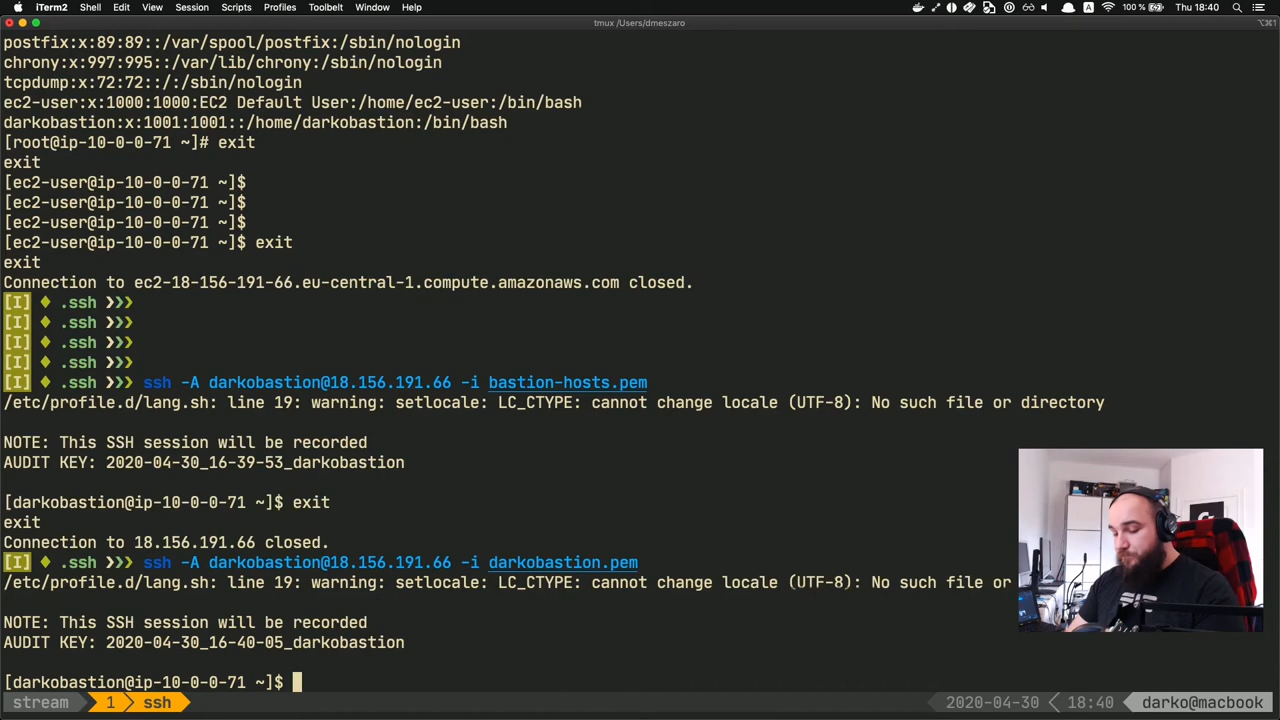 iTerm2 Shell Edit View Session Scripts Profiles Toolbelt Window Help 100 % Thu 18:40
tmux /Users/dmeszaro ⌥⌘1
postfix:x:89:89::/var/spool/postfix:/sbin/nologin
chrony:x:997:995::/var/lib/chrony:/sbin/nologin
tcpdump:x:72:72::/:/sbin/nologin
ec2-user:x:1000:1000:EC2 Default User:/home/ec2-user:/bin/bash
darkobastion:x:1001:1001::/home/darkobastion:/bin/bash
[root@ip-10-0-0-71 ~]# exit
exit
[ec2-user@ip-10-0-0-71 ~]$
[ec2-user@ip-10-0-0-71 ~]$
[ec2-user@ip-10-0-0-71 ~]$
[ec2-user@ip-10-0-0-71 ~]$ exit
exit
Connection to ec2-18-156-191-66.eu-central-1.compute.amazonaws.com closed.
[I] ♦ .ssh ❯❯❯
[I] ♦ .ssh ❯❯❯
[I] ♦ .ssh ❯❯❯
[I] ♦ .ssh ❯❯❯
[I] ♦ .ssh ❯❯❯ ssh -A darkobastion@18.156.191.66 -i bastion-hosts.pem
/etc/profile.d/lang.sh: line 19: warning: setlocale: LC_CTYPE: cannot change locale (UTF-8): No such file or directory
NOTE: This SSH session will be recorded
AUDIT KEY: 2020-04-30_16-39-53_darkobastion
[darkobastion@ip-10-0-0-71 ~]$ exit
exit
Connection to 18.156.191.66 closed.
[I] ♦ .ssh ❯❯❯ ssh -A darkobastion@18.156.191.66 -i darkobastion.pem
/etc/profile.d/lang.sh: line 19: warning: setlocale: LC_CTYPE: cannot change locale (UTF-8): No such file or
NOTE: This SSH session will be recorded
AUDIT KEY: 2020-04-30_16-40-05_darkobastion
[darkobastion@ip-10-0-0-71 ~]$
stream 1 ssh 2020-04-30 18:40 darko@macbook